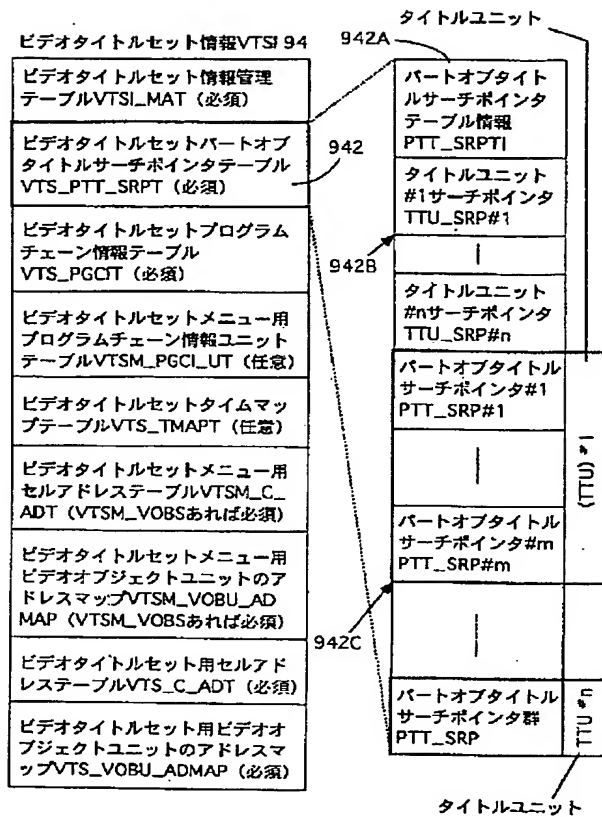 ビデオタイトルセット情報VTSI 94
ビデオタイトルセット情報管理
テーブルVTSI_MAT(必須)
ビデオタイトルセットパートオブ
タイトルサーチポインタテーブル
VTS_PTT_SRPT(必須)
ビデオタイトルセットプログラム
チェーン情報テーブル
VTS_PGCIT(必須)
ビデオタイトルセットメニュー用
プログラムチェーン情報ユニット
テーブルVTSM_PGCI_UT(任意)
ビデオタイトルセットタイムマッ
プテーブルVTS_TMAPT(任意)
ビデオタイトルセットメニュー用
セルアドレステーブルVTSM_C_
ADT(VTSM_VOBSあれば必須)
ビデオタイトルセットメニュー用
ビデオオブジェクトユニットのア
ドレスマップVTSM_VOBU_AD
MAP(VTSM_VOBSあれば必須)
ビデオタイトルセット用セルアド
レステーブルVTS_C_ADT(必須)
ビデオタイトルセット用ビデオオ
ブジェクトユニットのアドレスマ
ップVTS_VOBU_ADMAP(必須)
942A
942
942B
942C
タイトルユニット
パートオブタイト
ルサーチポインタ
テーブル情報
PTT_SRPTI
タイトルユニット
#1サーチポインタ
TTU_SRP#1
タイトルユニット
#nサーチポインタ
TTU_SRP#n
パートオブタイトル
サーチポインタ#1
PTT_SRP#1
パートオブタイトル
サーチポインタ#m
PTT_SRP#m
パートオブタイトル
サーチポインタ群
PTT_SRP
(TTU)#1
TTU #n
タイトルユニット